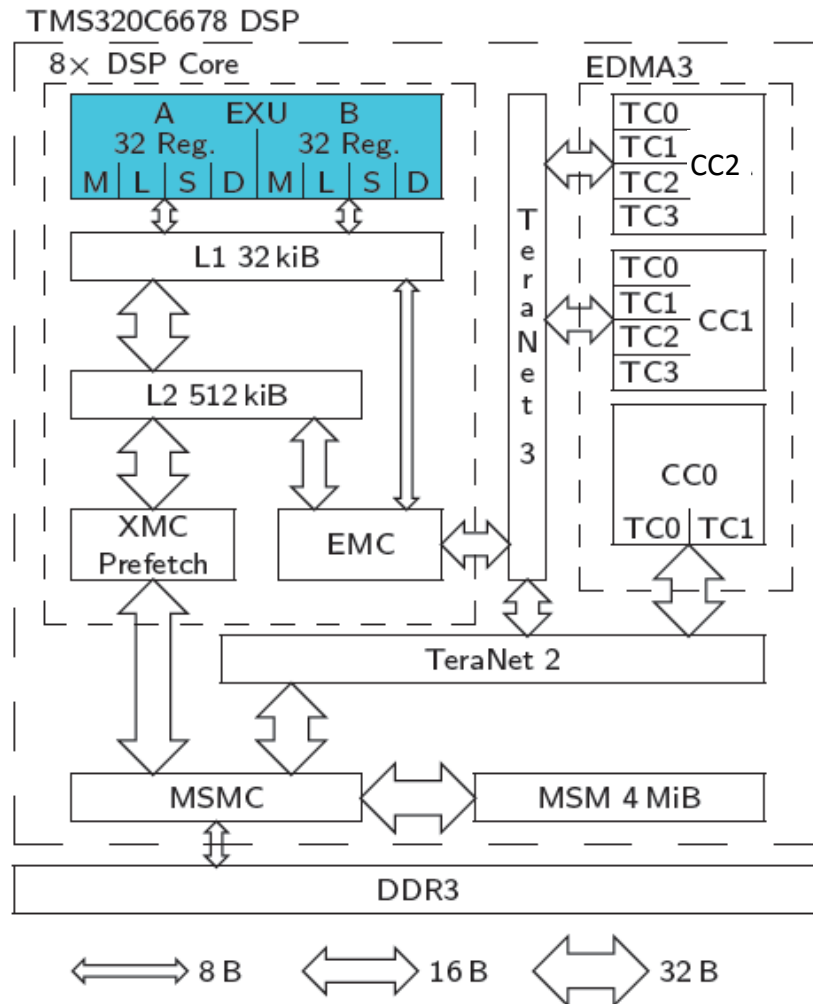 TMS320C6678 DSP
8× DSP Core
A EXU B
32 Reg. 32 Reg.
M L S D M L S D
L1 32 kiB
L2 512 kiB
XMC
Prefetch
EMC
TeraNet 3
EDMA3
TC0
TC1
TC2
TC3
CC2 .
TC0
TC1
TC2
TC3
CC1
CC0
TC0 TC1
TeraNet 2
MSMC
MSM 4 MiB
DDR3
8 B
16 B
32 B